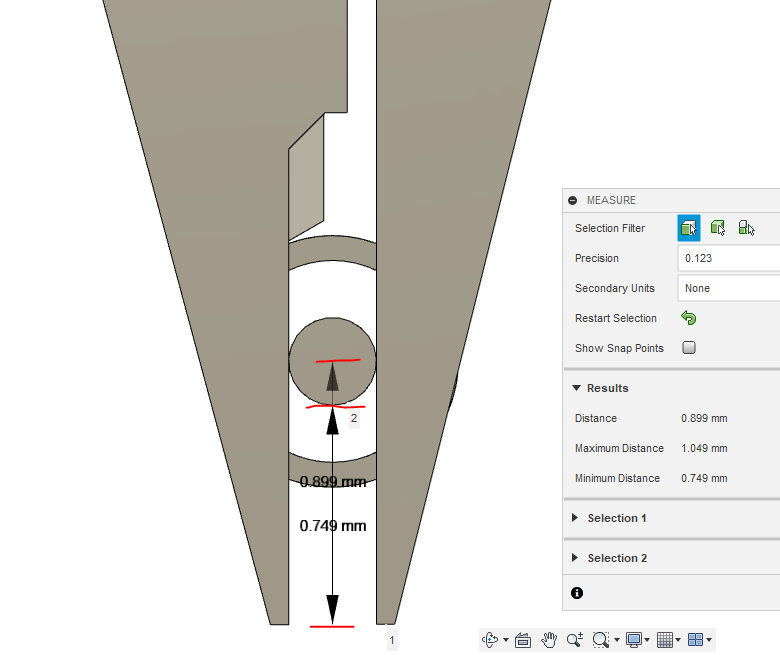 MEASURE
Selection Filter
Precision 0.123
Secondary Units None
Restart Selection
Show Snap Points
Results
Distance 0.899 mm
Maximum Distance 1.049 mm
Minimum Distance 0.749 mm
Selection 1
Selection 2
2
0.899 mm
0.749 mm
1